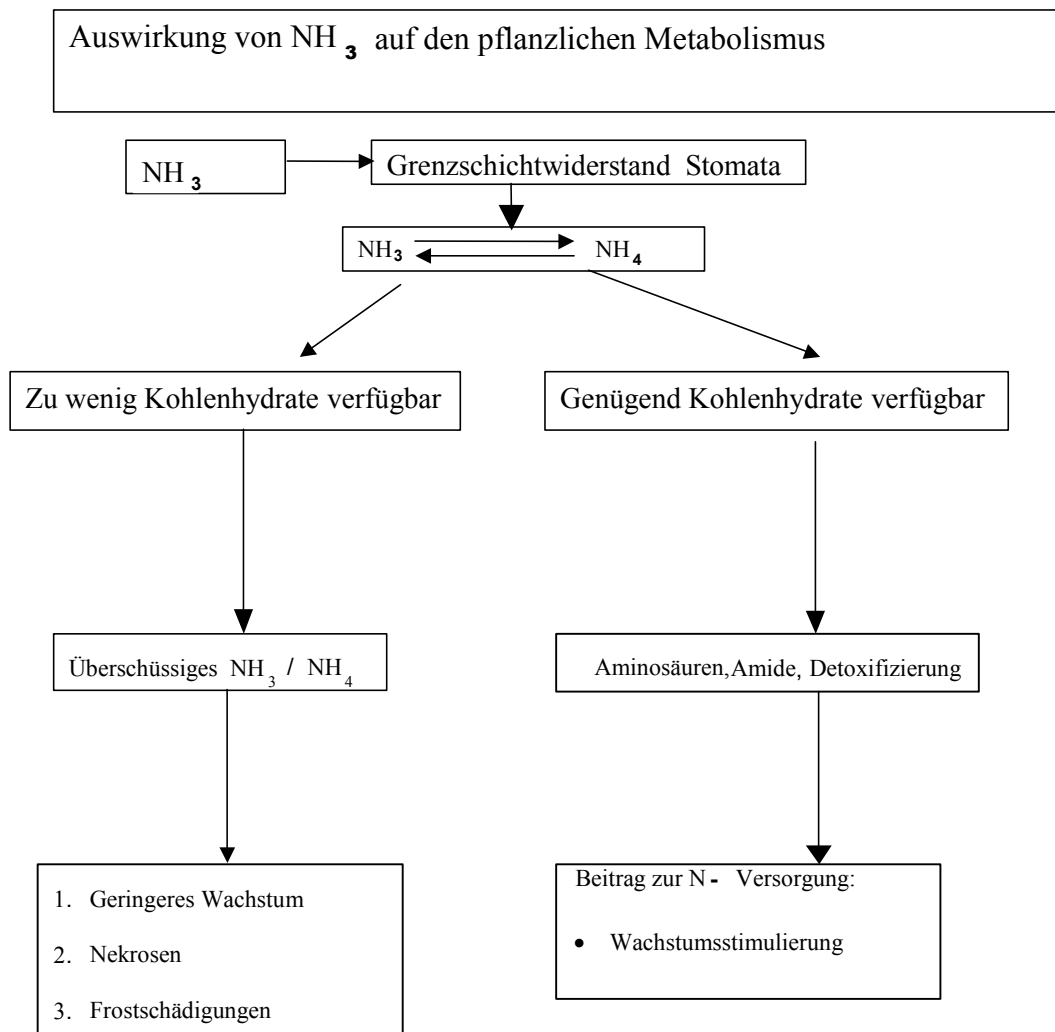 Auswirkung von NH₃ auf den pflanzlichen Metabolismus
NH₃
Grenzschichtwiderstand Stomata
NH₃ NH₄
Zu wenig Kohlenhydrate verfügbar
Genügend Kohlenhydrate verfügbar
Überschüssiges NH₃ / NH₄
Aminosäuren, Amide, Detoxifizierung
1. Geringeres Wachstum
2. Nekrosen
3. Frostschädigungen
Beitrag zur N - Versorgung:
• Wachstumsstimulierung